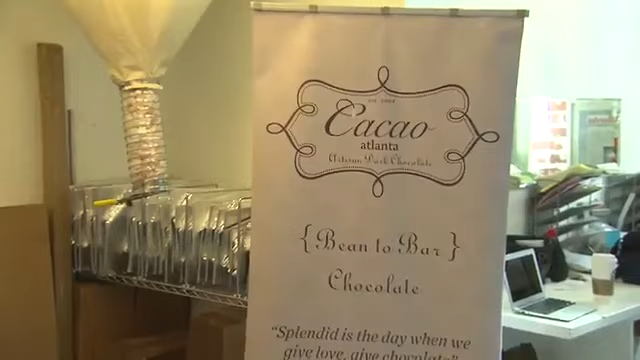 EST. 2004
Cacao
atlanta
Artisan Dark Chocolate
{ Bean to Bar }
Chocolate
"Splendid is the day when we
give love, give chocolate"